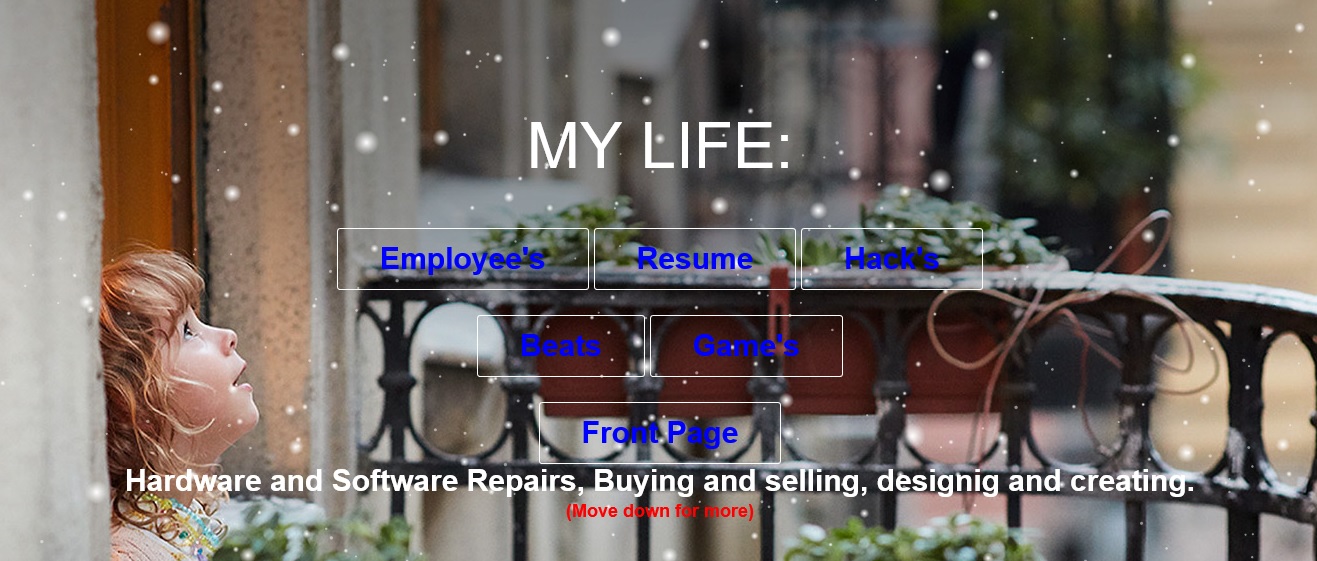 MY LIFE:
Employee's Resume Hack's
Beats Game's
Front Page
Hardware and Software Repairs, Buying and selling, designig and creating.
(Move down for more)